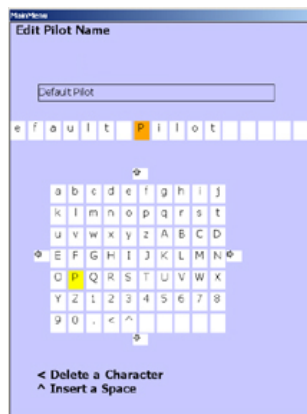 MainMenu
Edit Pilot Name
Default Pilot
e f a u l t P i l o t
a b c d e f g h i j
k l m n o p q r s t
u v w x y z A B C D
E F G H I J K L M N
O P Q R S T U V W X
Y Z 1 2 3 4 5 6 7 8
9 0 . < ^
< Delete a Character
^ Insert a Space